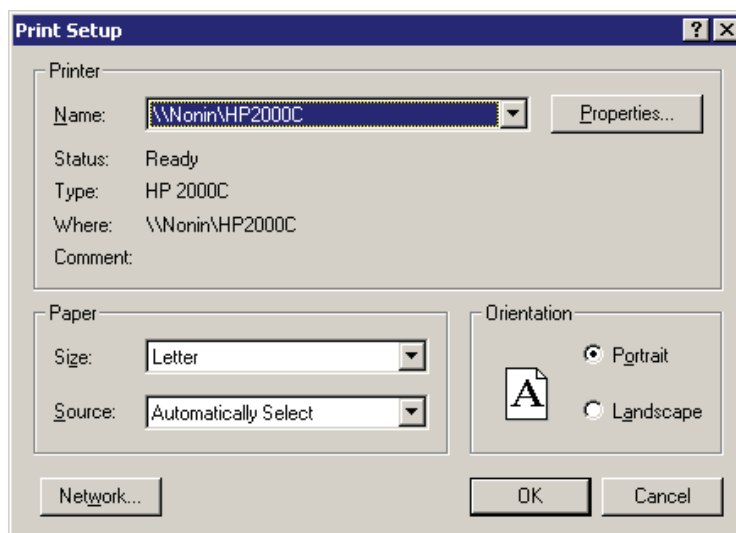 Print Setup
Printer
Name: \\Nonin\HP2000C Properties...
Status: Ready
Type: HP 2000C
Where: \\Nonin\HP2000C
Comment:
Paper
Size: Letter
Source: Automatically Select
Orientation
A
Portrait
Landscape
Network... OK Cancel